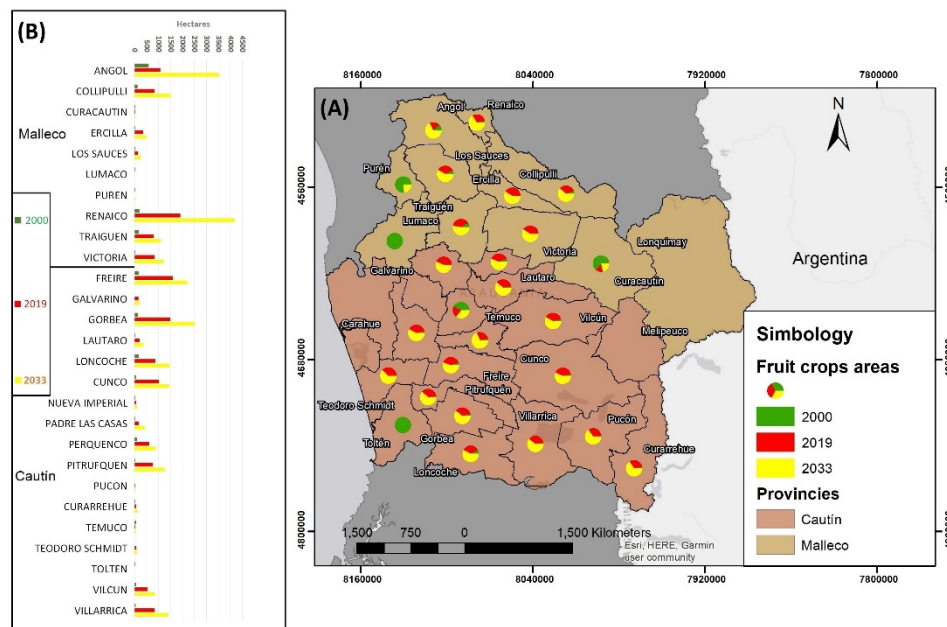 (B)
Hectares
0
500
1000
1500
2000
2500
3000
3500
4000
4500
Malleco
Cautín
2000
2019
2033
ANGOL
COLLIPULLI
CURACAUTIN
ERCILLA
LOS SAUCES
LUMACO
PUREN
RENAICO
TRAIGUEN
VICTORIA
FREIRE
GALVARINO
GORBEA
LAUTARO
LONCOCHE
CUNCO
NUEVA IMPERIAL
PADRE LAS CASAS
PERQUENCO
PITRUFQUEN
PUCON
CURARREHUE
TEMUCO
TEODORO SCHMIDT
TOLTEN
VILCUN
VILLARRICA
(A)
8160000 8040000 7920000 7800000
N
Angol
Renaico
Purén
Los Sauces
Ercilla
Collipulli
Traiguén
Lumaco
Victoria
Lonquimay
Galvarino
Lautaro
Curacautín
Argentina
Carahue
Temuco
Vilcún
Melipeuco
Cunco
Freire
Pitrufquén
Teodoro Schmidt
Villarrica
Pucón
Toltén
Gorbea
Curarrehue
Loncoche
4680000
4800000
1,500 750 0 1,500 Kilometers
Esri, HERE, Garmin
user community
8160000 8040000 7920000 7800000
Simbology
Fruit crops areas
2000
2019
2033
Provinces
Cautín
Malleco